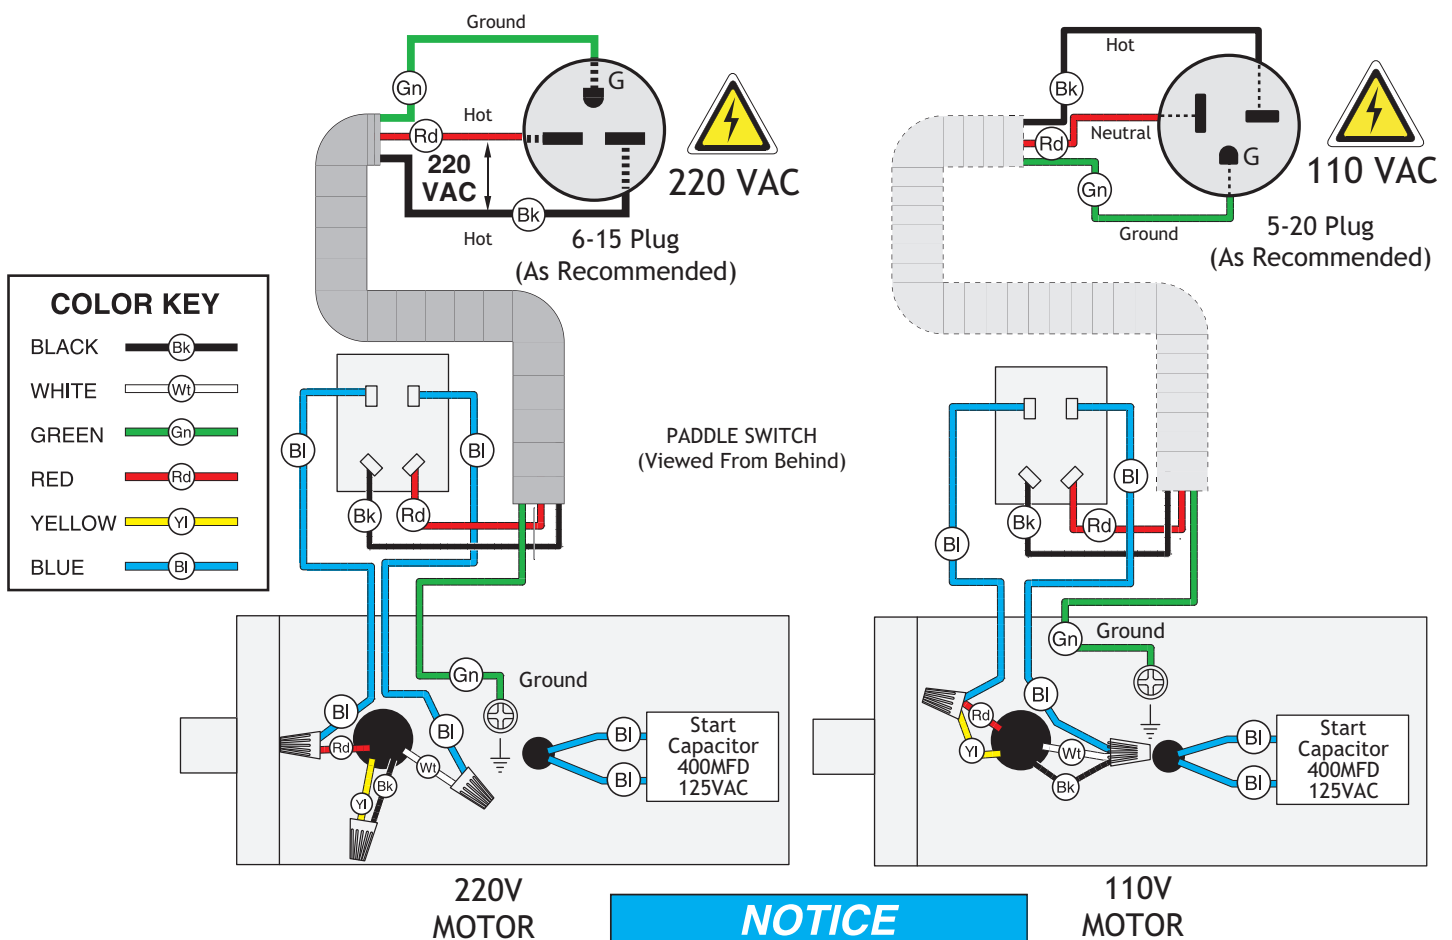 Ground
Gn
G
Hot
Rd
220
VAC
Bk
Hot
220 VAC
6-15 Plug
(As Recommended)
Hot
Bk
Neutral
Rd
G
Gn
Ground
110 VAC
5-20 Plug
(As Recommended)
COLOR KEY
BLACK Bk
WHITE Wt
GREEN Gn
RED Rd
YELLOW Yl
BLUE Bl
Bl
Bl
Bk
Rd
PADDLE SWITCH
(Viewed From Behind)
Bl
Bl
Bk
Rd
Gn
Ground
Bl
Bl
Rd
Wt
Bk
Yl
Bl
Bl
Start
Capacitor
400MFD
125VAC
Gn
Ground
Bl
Rd
Yl
Wt
Bk
Bl
Bl
Start
Capacitor
400MFD
125VAC
220V
MOTOR
NOTICE
110V
MOTOR